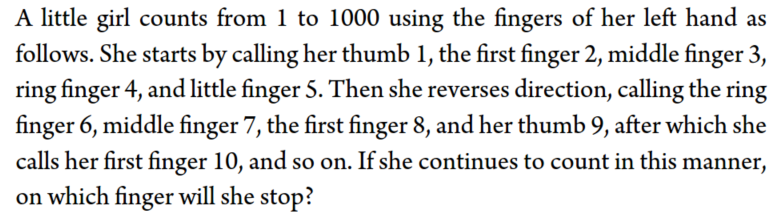 A little girl counts from 1 to 1000 using the fingers of her left hand as
follows. She starts by calling her thumb 1, the first finger 2, middle finger 3,
ring finger 4, and little finger 5. Then she reverses direction, calling the ring
finger 6, middle finger 7, the first finger 8, and her thumb 9, after which she
calls her first finger 10, and so on. If she continues to count in this manner,
on which finger will she stop?